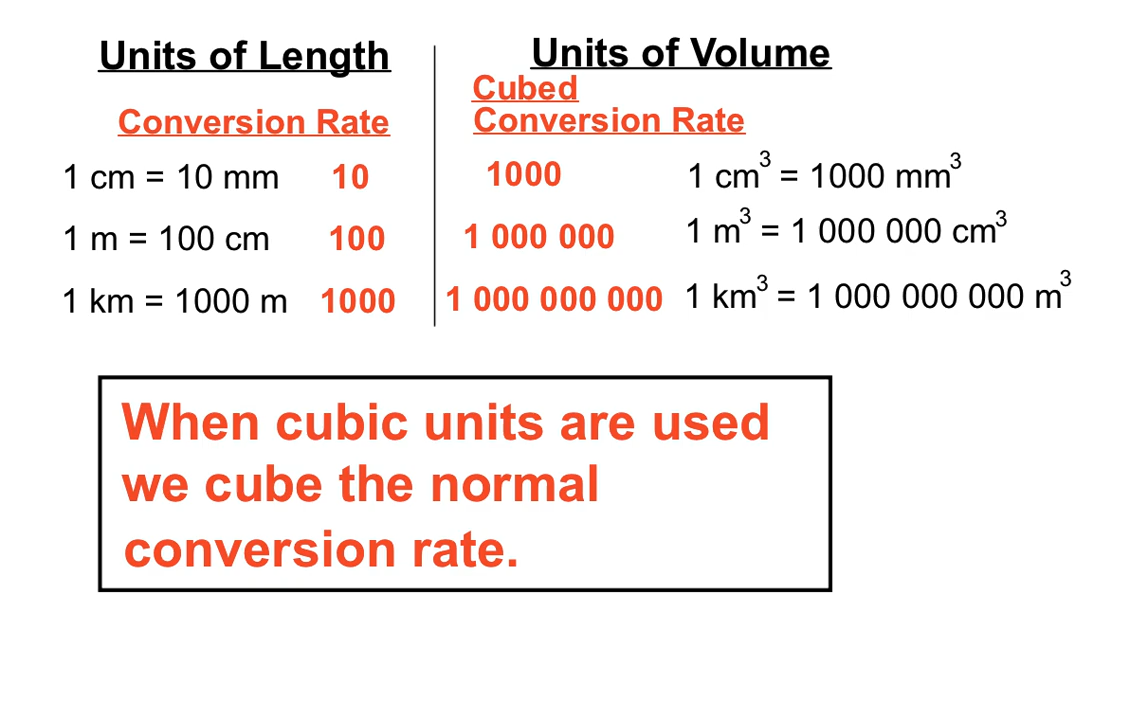 Units of Length
Conversion Rate
1 cm = 10 mm 10
1 m = 100 cm 100
1 km = 1000 m 1000
Units of Volume
Cubed
Conversion Rate
1000 1 cm³ = 1000 mm³
1 000 000 1 m³ = 1 000 000 cm³
1 000 000 000 1 km³ = 1 000 000 000 m³
When cubic units are used
we cube the normal
conversion rate.